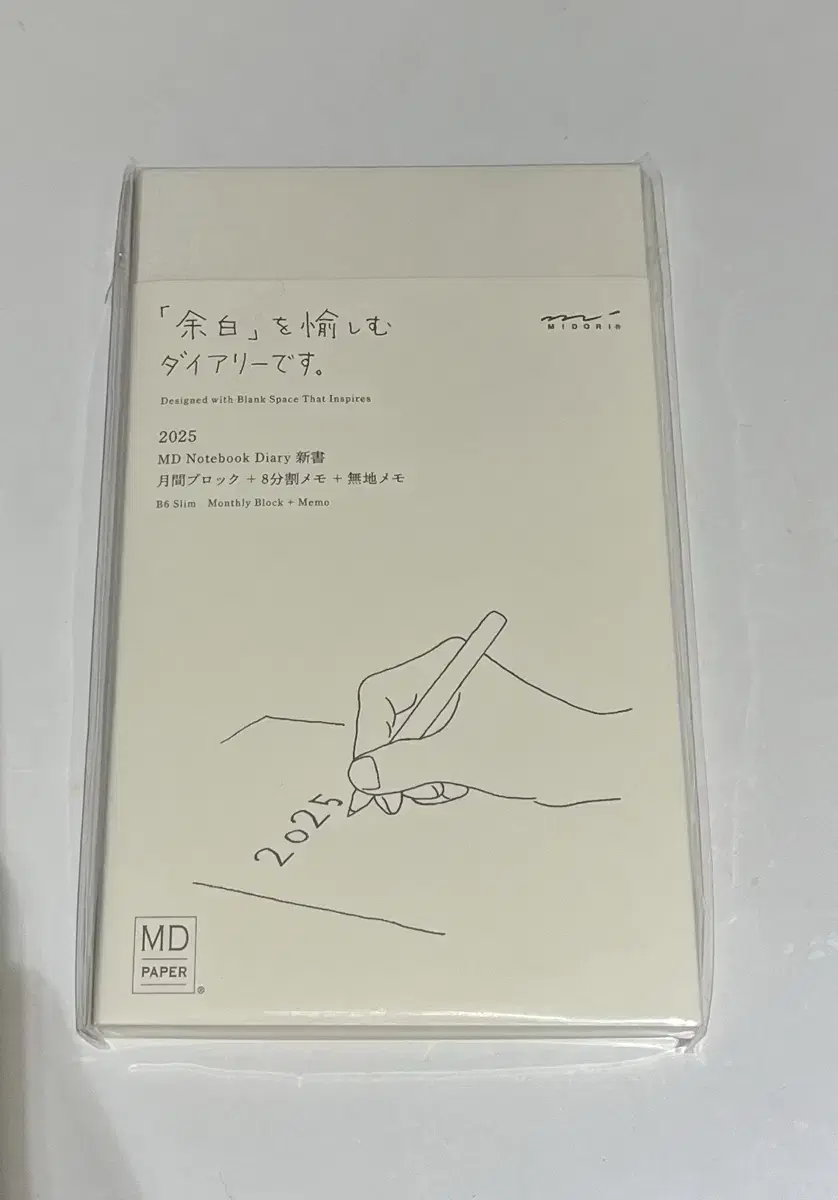 「余白」を愉しむ
MIDORI®
ダイアリーです。
Designed with Blank Space That Inspires
2025
MD Notebook Diary 新書
月間ブロック + 8分割メモ + 無地メモ
B6 Slim Monthly Block + Memo
2025
MD
PAPER®